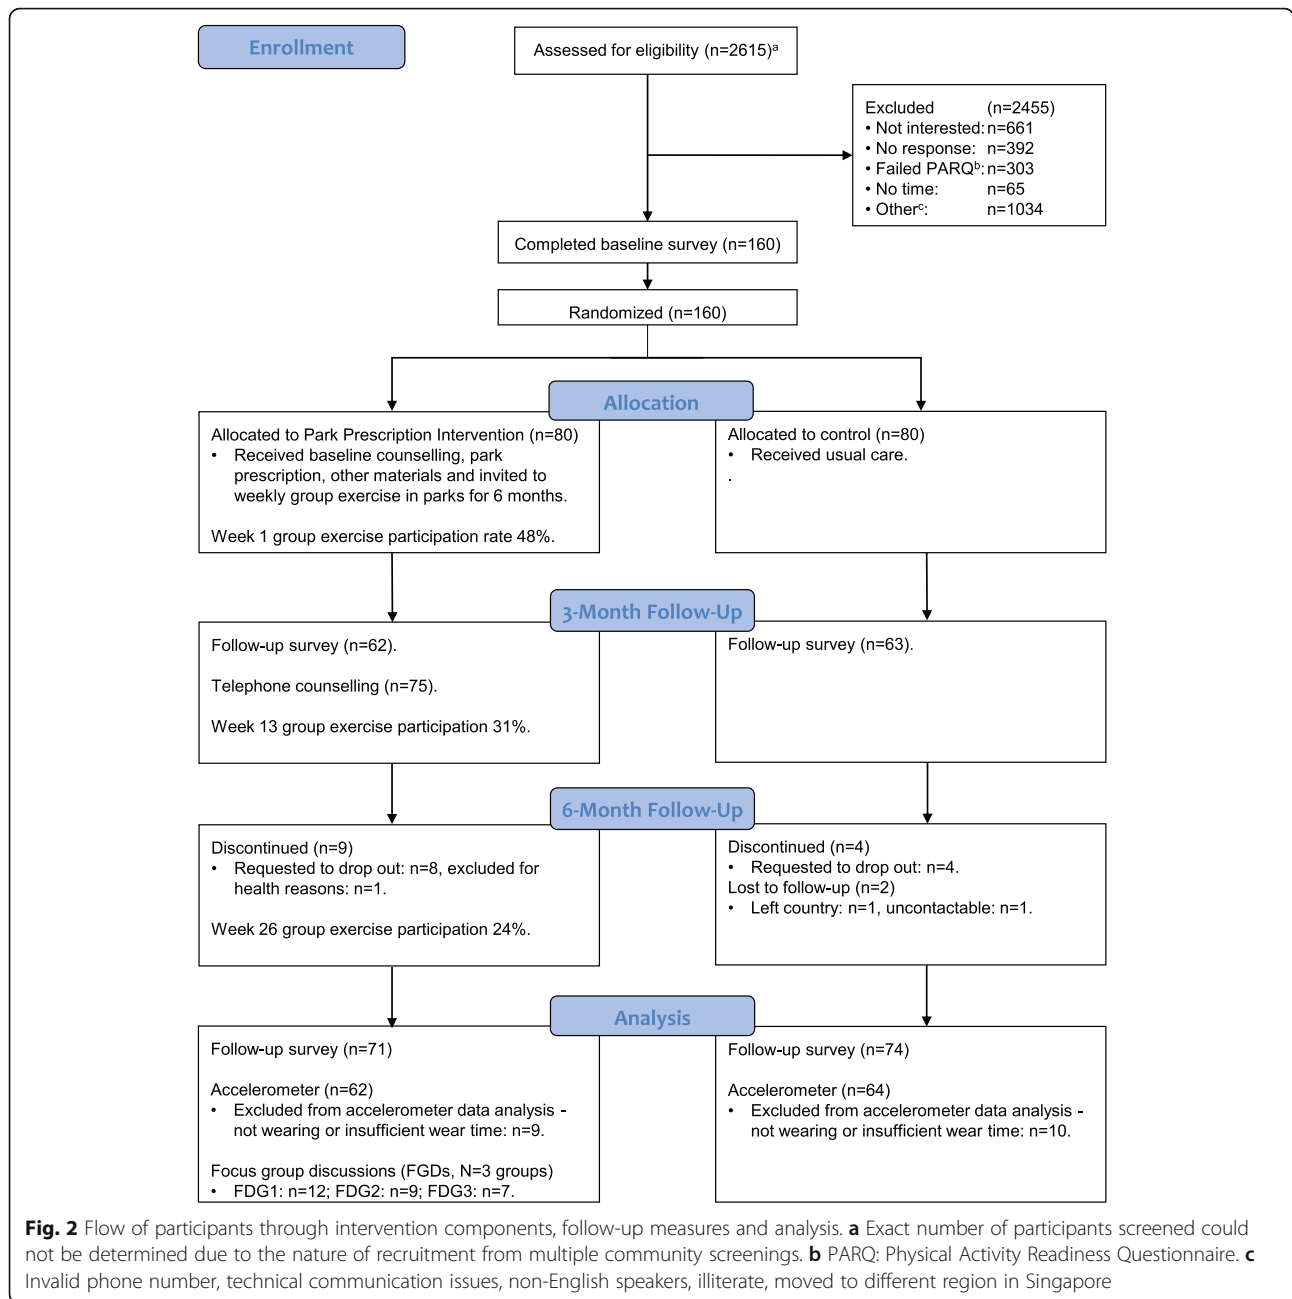 Enrollment
Assessed for eligibility (n=2615)a
Excluded (n=2455)
• Not interested: n=661
• No response: n=392
• Failed PARQb: n=303
• No time: n=65
• Otherc: n=1034
Completed baseline survey (n=160)
Randomized (n=160)
Allocation
Allocated to Park Prescription Intervention (n=80)
• Received baseline counselling, park
prescription, other materials and invited to
weekly group exercise in parks for 6 months.
Week 1 group exercise participation rate 48%.
Allocated to control (n=80)
• Received usual care.
.
3-Month Follow-Up
Follow-up survey (n=62).
Telephone counselling (n=75).
Week 13 group exercise participation 31%.
Follow-up survey (n=63).
6-Month Follow-Up
Discontinued (n=9)
• Requested to drop out: n=8, excluded for
health reasons: n=1.
Week 26 group exercise participation 24%.
Discontinued (n=4)
• Requested to drop out: n=4.
Lost to follow-up (n=2)
• Left country: n=1, uncontactable: n=1.
Analysis
Follow-up survey (n=71)
Accelerometer (n=62)
• Excluded from accelerometer data analysis -
not wearing or insufficient wear time: n=9.
Focus group discussions (FGDs, N=3 groups)
• FDG1: n=12; FDG2: n=9; FDG3: n=7.
Follow-up survey (n=74)
Accelerometer (n=64)
• Excluded from accelerometer data analysis -
not wearing or insufficient wear time: n=10.
Fig. 2 Flow of participants through intervention components, follow-up measures and analysis. a Exact number of participants screened could
not be determined due to the nature of recruitment from multiple community screenings. b PARQ: Physical Activity Readiness Questionnaire. c
Invalid phone number, technical communication issues, non-English speakers, illiterate, moved to different region in Singapore